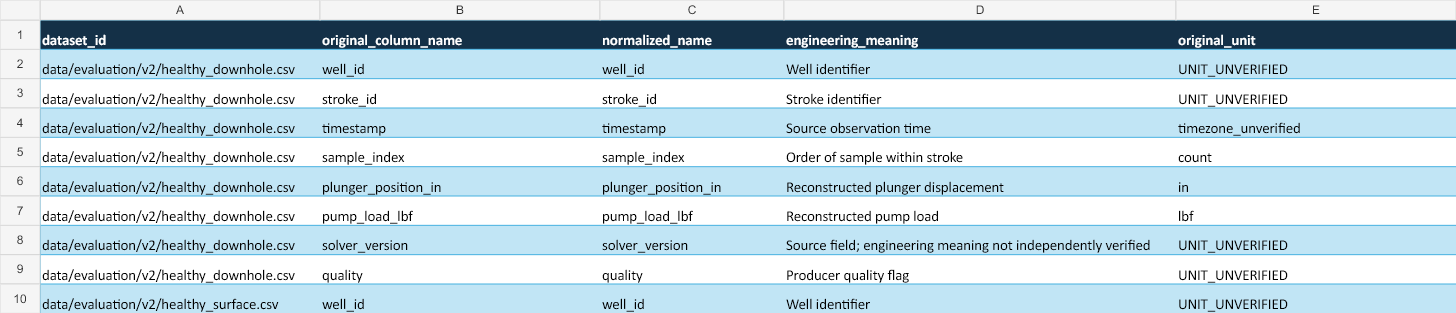 A B C D E
1 dataset_id original_column_name normalized_name engineering_meaning original_unit
2 data/evaluation/v2/healthy_downhole.csv well_id well_id Well identifier UNIT_UNVERIFIED
3 data/evaluation/v2/healthy_downhole.csv stroke_id stroke_id Stroke identifier UNIT_UNVERIFIED
4 data/evaluation/v2/healthy_downhole.csv timestamp timestamp Source observation time timezone_unverified
5 data/evaluation/v2/healthy_downhole.csv sample_index sample_index Order of sample within stroke count
6 data/evaluation/v2/healthy_downhole.csv plunger_position_in plunger_position_in Reconstructed plunger displacement in
7 data/evaluation/v2/healthy_downhole.csv pump_load_lbf pump_load_lbf Reconstructed pump load lbf
8 data/evaluation/v2/healthy_downhole.csv solver_version solver_version Source field; engineering meaning not independently verified UNIT_UNVERIFIED
9 data/evaluation/v2/healthy_downhole.csv quality quality Producer quality flag UNIT_UNVERIFIED
10 data/evaluation/v2/healthy_surface.csv well_id well_id Well identifier UNIT_UNVERIFIED